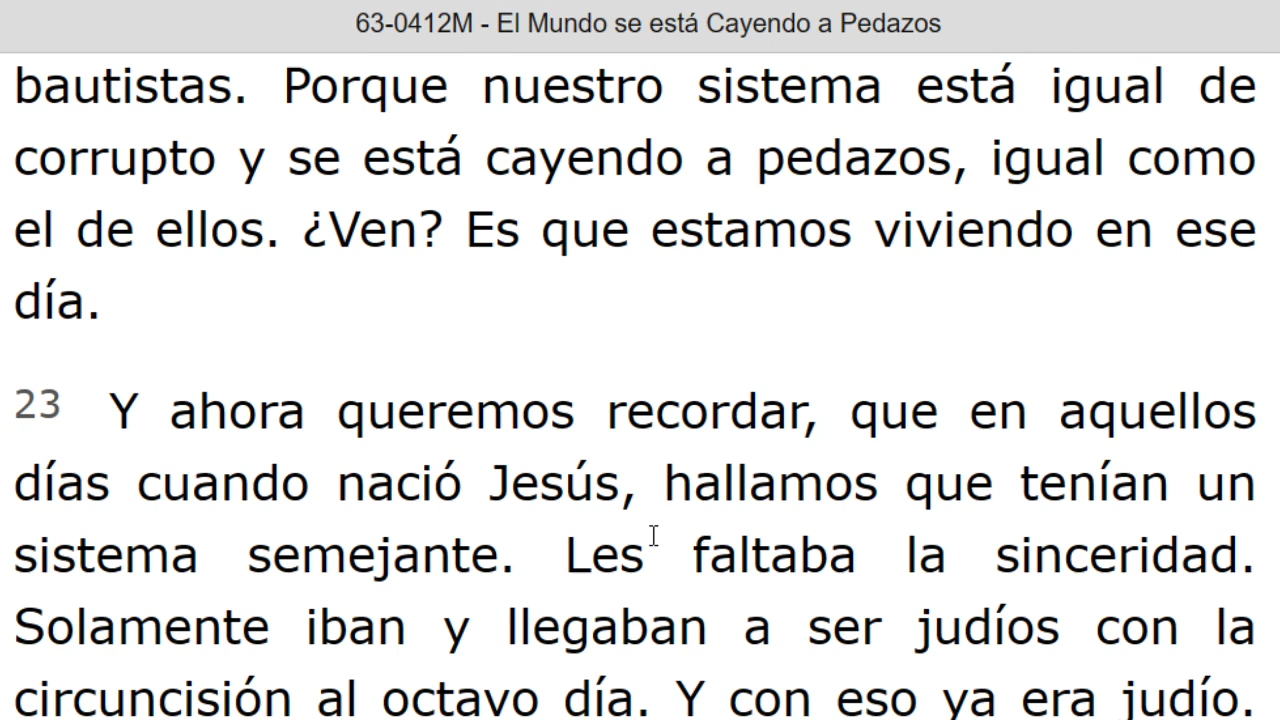 63-0412M - El Mundo se está Cayendo a Pedazos
bautistas. Porque nuestro sistema está igual de
corrupto y se está cayendo a pedazos, igual como
el de ellos. ¿Ven? Es que estamos viviendo en ese
día.
23 Y ahora queremos recordar, que en aquellos
días cuando nació Jesús, hallamos que tenían un
sistema semejante. Les faltaba la sinceridad.
Solamente iban y llegaban a ser judíos con la
circuncisión al octavo día. Y con eso ya era judío.